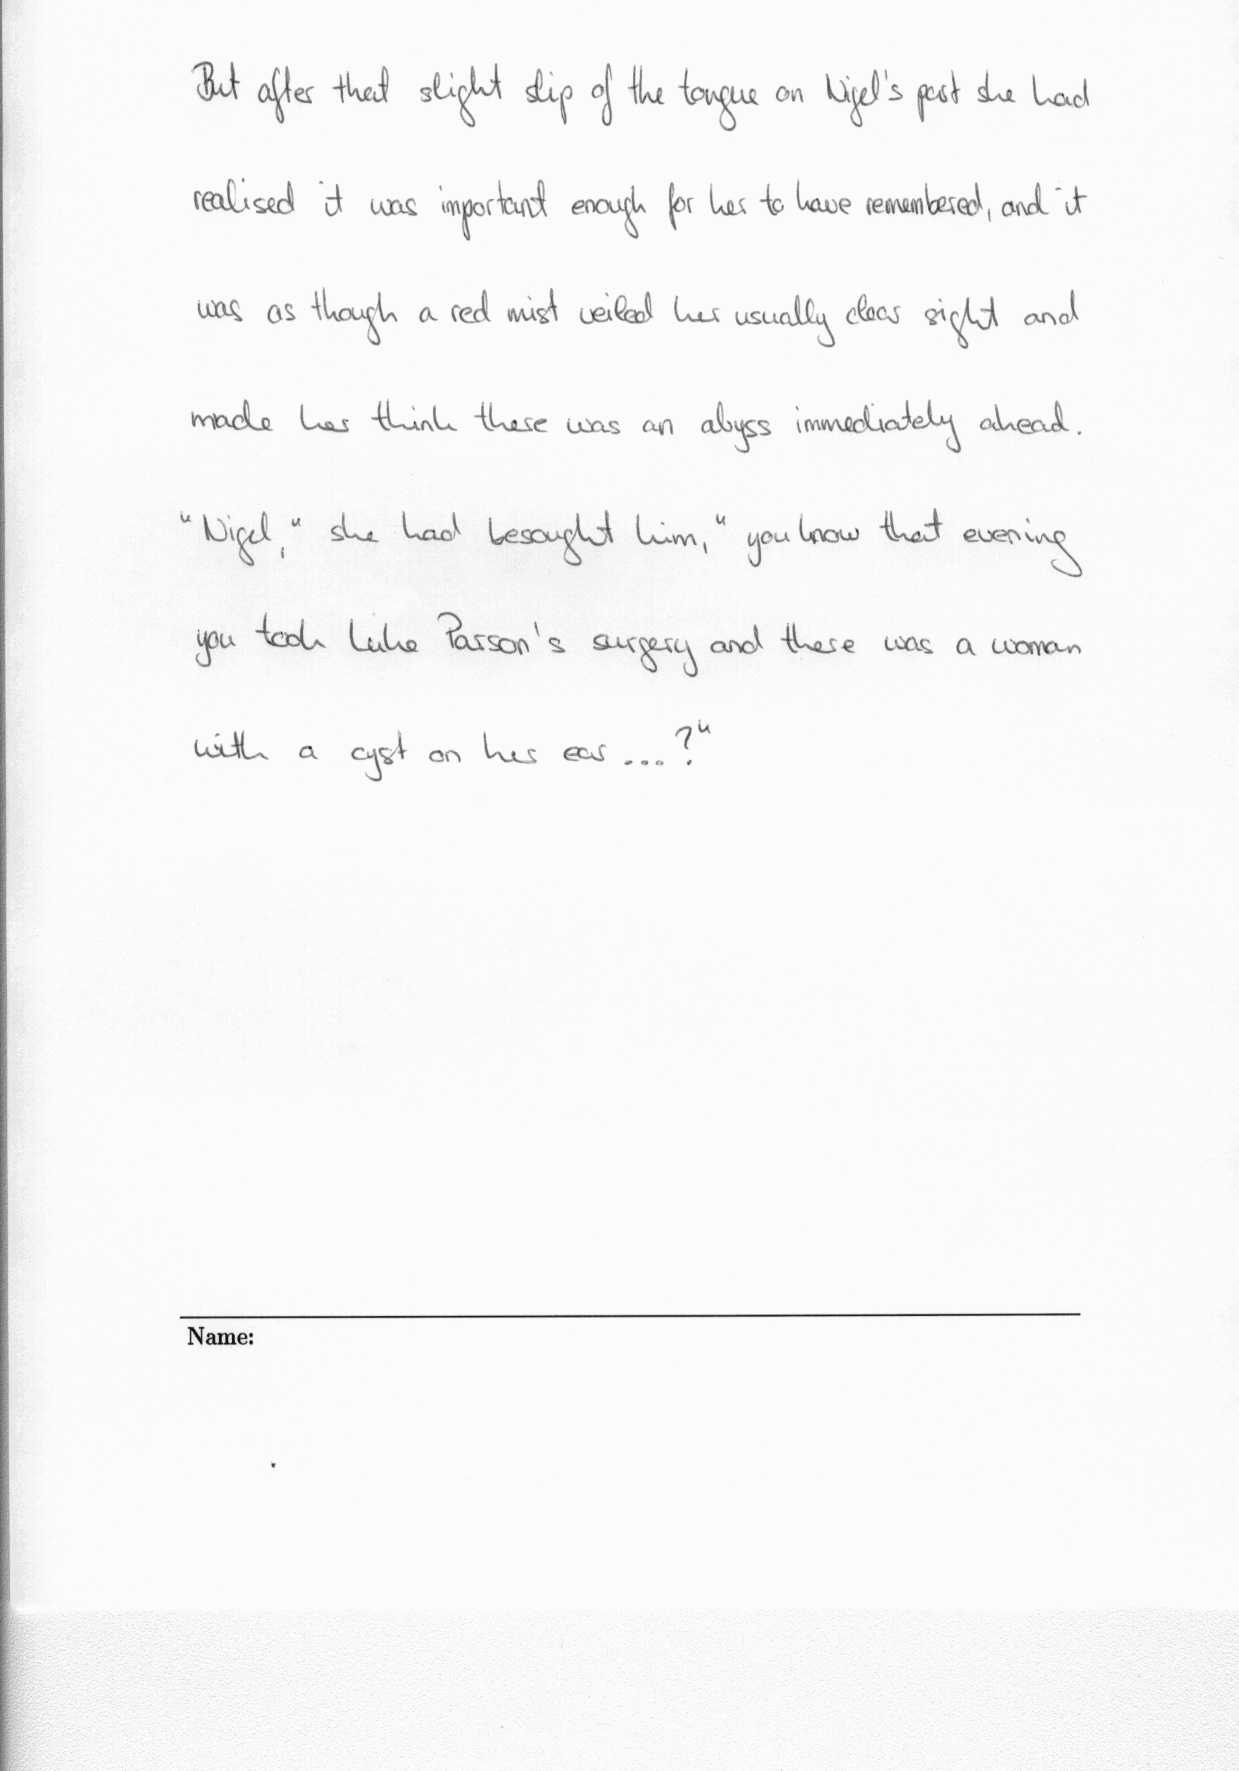 But after that slight slip of the tongue on Nigel's part she had
realised it was important enough for her to have remembered, and it
was as though a red mist veiled her usually clear sight and
made her think there was an abyss immediately ahead.
"Nigel," she had besought him, "you know that evening
you took Luke Parson's surgery and there was a woman
with a cyst on her ear ... ?"
Name: